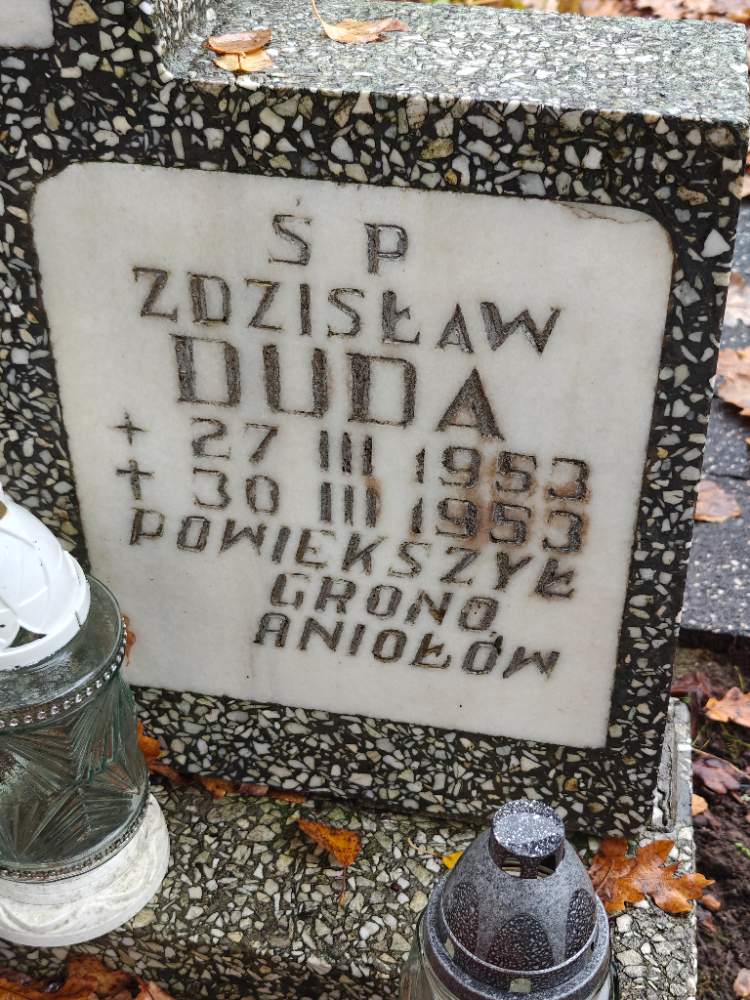 Ś P
ZDZISŁAW
DUDA
+ 27 III 1953
+ 30 III 1953
POWIEKSZYŁ
GRONO
ANIOŁÓW